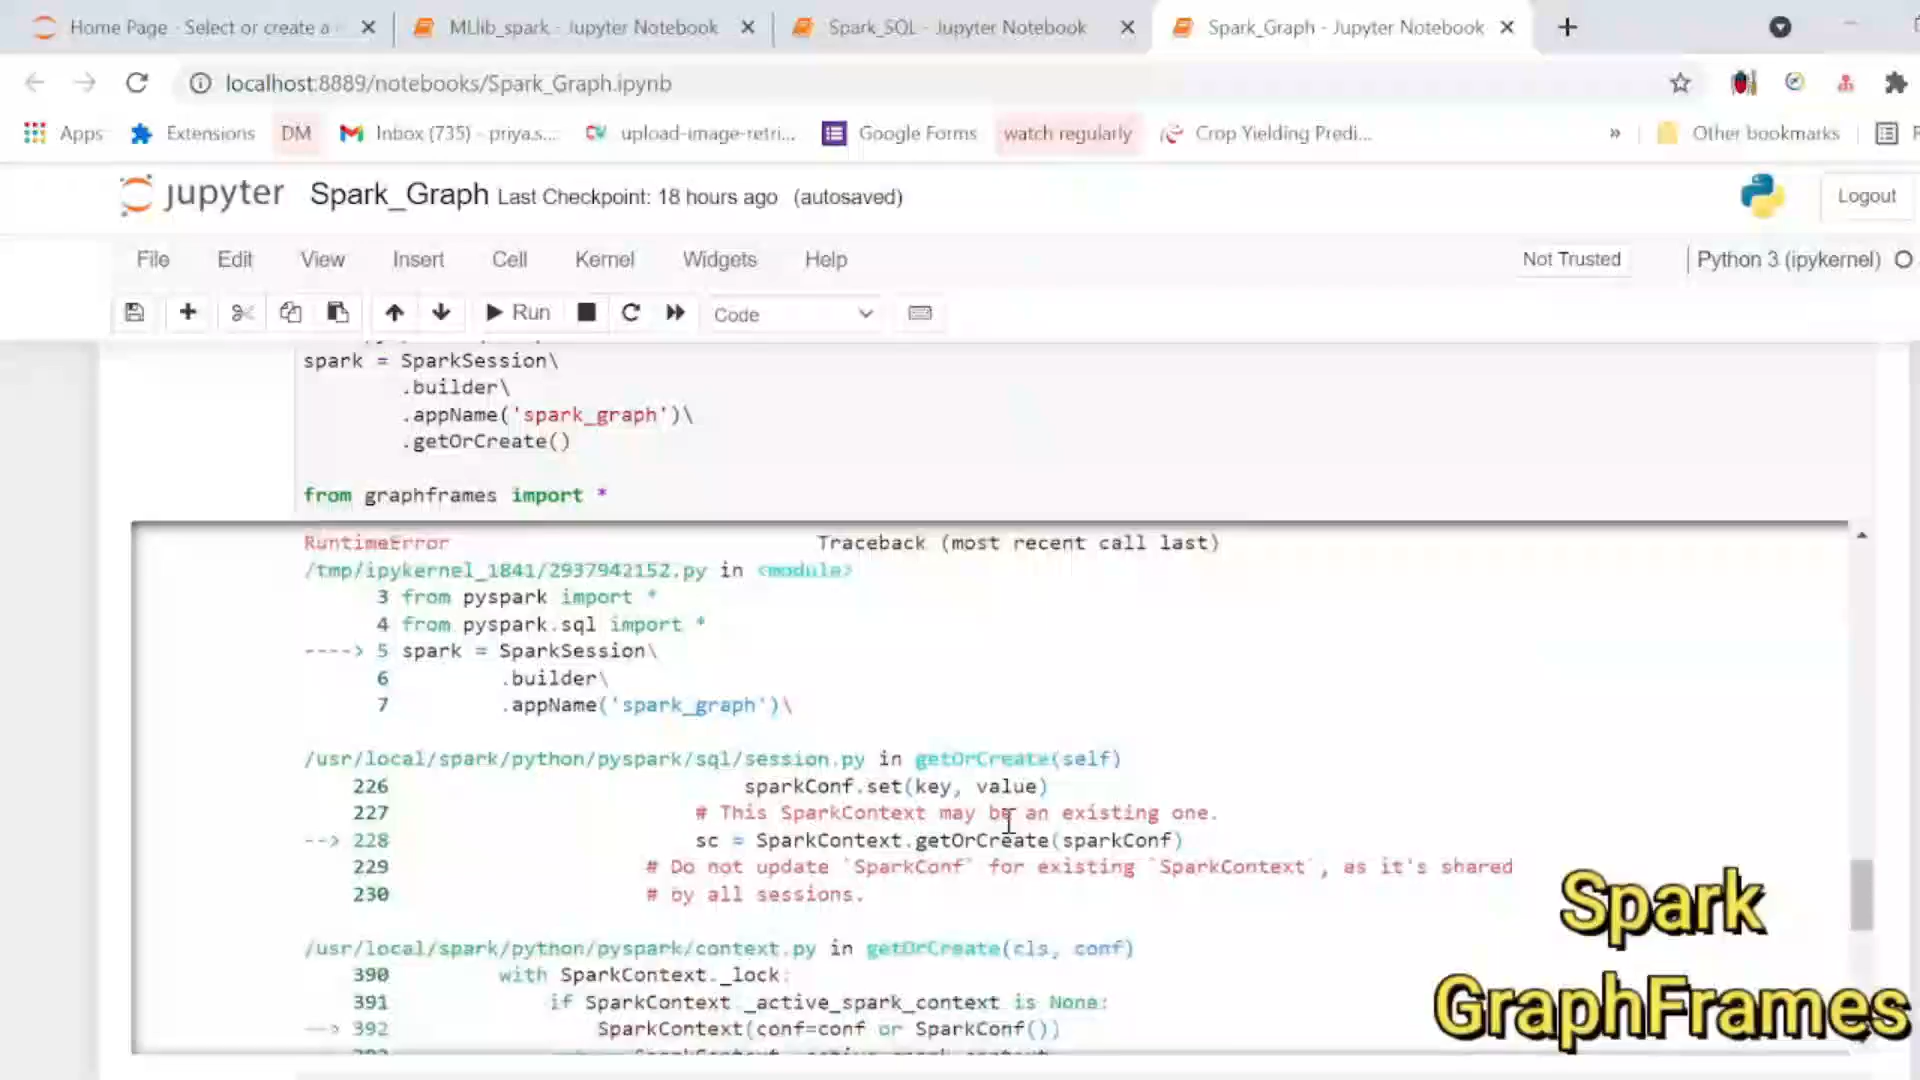 Home Page - Select or create a
MLlib_spark - Jupyter Notebook
Spark_SQL - Jupyter Notebook
Spark_Graph - Jupyter Notebook
localhost:8889/notebooks/Spark_Graph.ipynb
Apps
Extensions
DM
Inbox (735) - priya.s...
upload-image-retri...
Google Forms
watch regularly
Crop Yielding Predi...
»
Other bookmarks
R
jupyter
Spark_Graph Last Checkpoint: 18 hours ago (autosaved)
Logout
File Edit View Insert Cell Kernel Widgets Help
Not Trusted
Python 3 (ipykernel)
Run
Code
spark = SparkSession\
.builder\
.appName('spark_graph')\
.getOrCreate()
from graphframes import *
RuntimeError Traceback (most recent call last)
/tmp/ipykernel_1841/2937942152.py in <module>
3 from pyspark import *
4 from pyspark.sql import *
----> 5 spark = SparkSession\
6 .builder\
7 .appName('spark_graph')\
/usr/local/spark/python/pyspark/sql/session.py in getOrCreate(self)
226 sparkConf.set(key, value)
227 # This SparkContext may be an existing one.
--> 228 sc = SparkContext.getOrCreate(sparkConf)
229 # Do not update `SparkConf` for existing `SparkContext`, as it's shared
230 # by all sessions.
/usr/local/spark/python/pyspark/context.py in getOrCreate(cls, conf)
390 with SparkContext._lock:
391 if SparkContext._active_spark_context is None:
--> 392 SparkContext(conf=conf or SparkConf())
Spark
GraphFrames